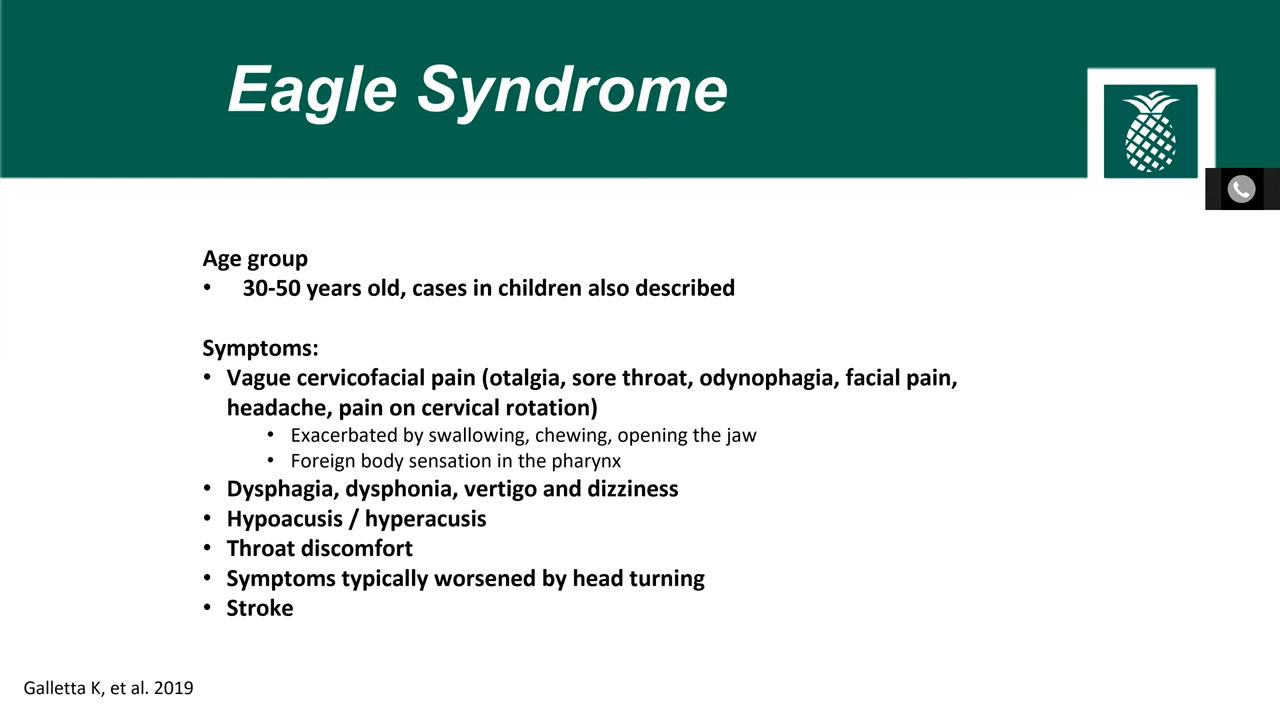 Eagle Syndrome
Age group
• 30-50 years old, cases in children also described
Symptoms:
• Vague cervicofacial pain (otalgia, sore throat, odynophagia, facial pain,
headache, pain on cervical rotation)
• Exacerbated by swallowing, chewing, opening the jaw
• Foreign body sensation in the pharynx
• Dysphagia, dysphonia, vertigo and dizziness
• Hypoacusis / hyperacusis
• Throat discomfort
• Symptoms typically worsened by head turning
• Stroke
Galletta K, et al. 2019